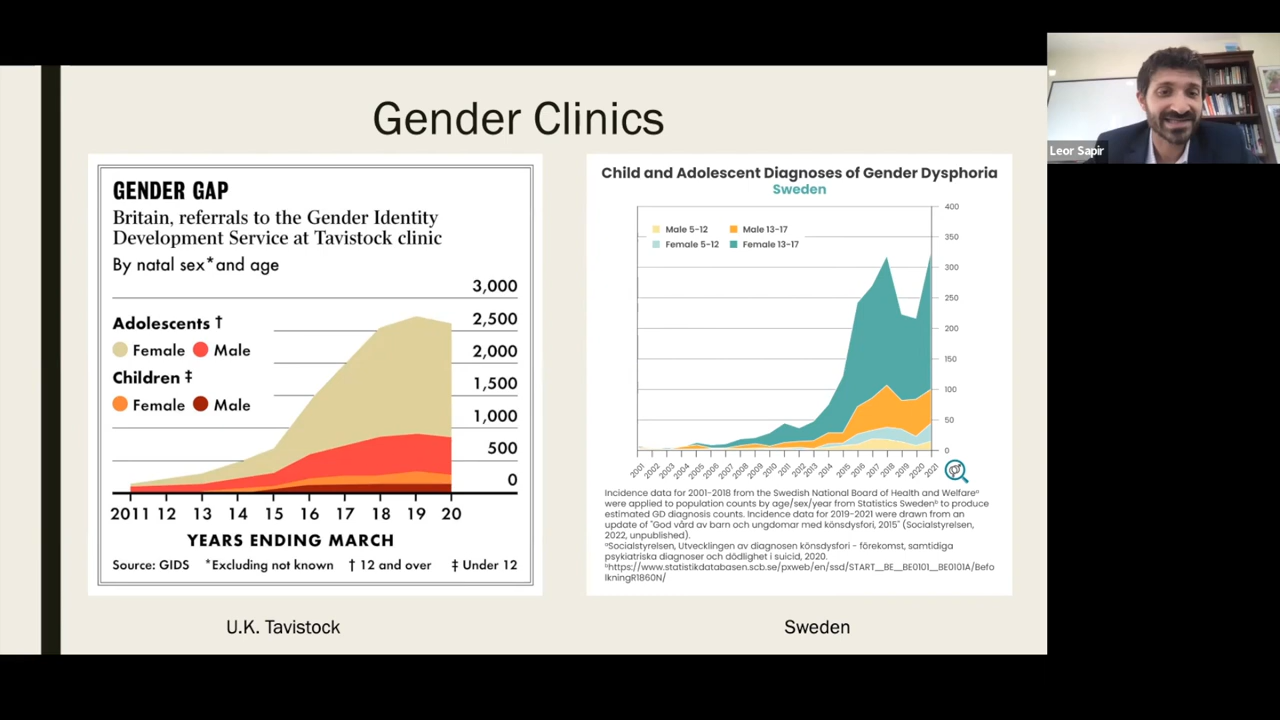 Gender Clinics
Leor Sapir
GENDER GAP
Britain, referrals to the Gender Identity
Development Service at Tavistock clinic
By natal sex*and age
3,000
2,500
2,000
1,500
1,000
500
0
Adolescents †
Female Male
Children ‡
Female Male
2011 12 13 14 15 16 17 18 19 20
YEARS ENDING MARCH
Source: GIDS *Excluding not known † 12 and over ‡ Under 12
U.K. Tavistock
Child and Adolescent Diagnoses of Gender Dysphoria
Sweden
Male 5-12 Male 13-17
Female 5-12 Female 13-17
400
350
300
250
200
150
100
50
0
2001 2002 2003 2004 2005 2006 2007 2008 2009 2010 2011 2012 2013 2014 2015 2016 2017 2018 2019 2020 2021
Incidence data for 2001-2018 from the Swedish National Board of Health and Welfareᵃ
were applied to population counts by age/sex/year from Statistics Swedenᵇ to produce
estimated GD diagnosis counts. Incidence data for 2019-2021 were drawn from an
update of "God vård av barn och ungdomar med könsdysfori, 2015" (Socialstyrelsen,
2022, unpublished).
ᵃSocialstyrelsen, Utvecklingen av diagnosen könsdysfori - förekomst, samtidiga
psykiatriska diagnoser och dödlighet i suicid, 2020.
ᵇhttps://www.statistikdatabasen.scb.se/pxweb/en/ssd/START__BE__BE0101__BE0101A/Befo
lkningR1860N/
Sweden